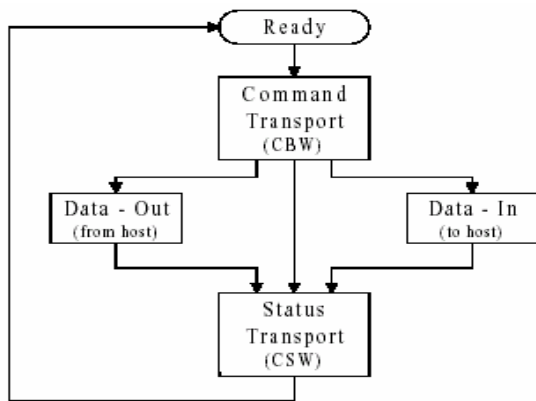 Ready
Command
Transport
(CBW)
Data - Out
(from host)
Data - In
(to host)
Status
Transport
(CSW)